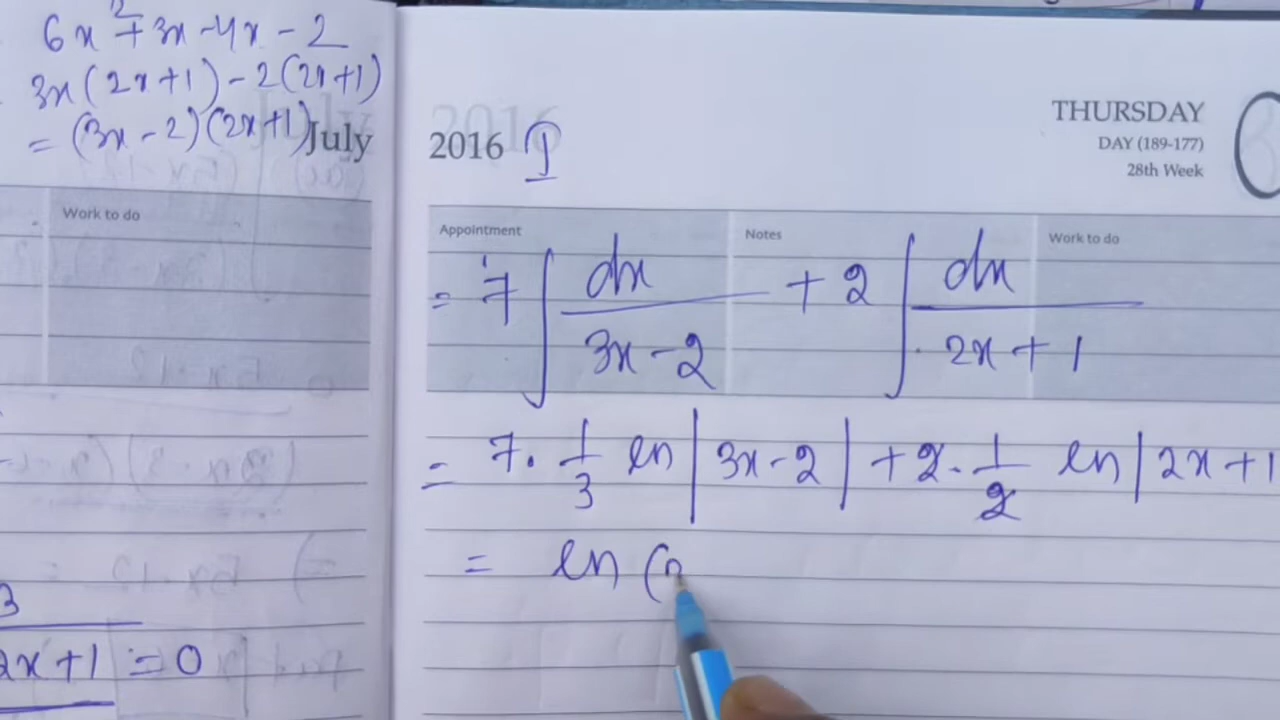 6x² + 3x - 4x - 2
3x(2x+1) - 2(2x+1)
= (3x-2)(2x+1)
July
Work to do
3
2x+1 = 0
2016 I
THURSDAY
DAY (189-177)
28th Week
Appointment Notes Work to do
= 7 ∫ dx/(3x-2) + 2 ∫ dx/(2x+1)
= 7. 1/3 ln |3x-2| + 2. 1/2 ln |2x+1
= ln (